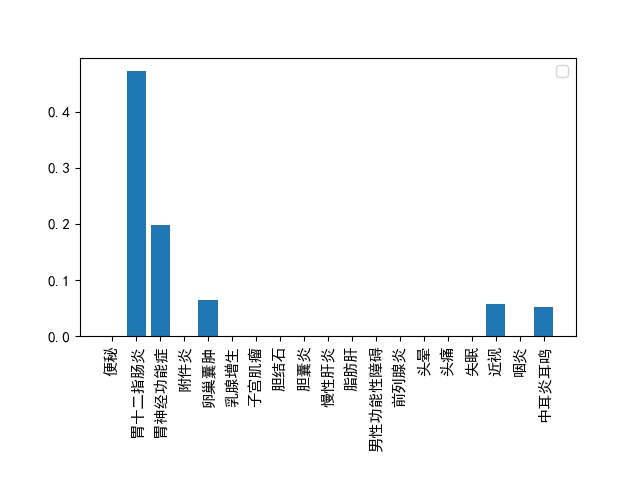 0.4
0.3
0.2
0.1
0.0
便秘
胃十二指肠炎
胃神经功能症
附件炎
卵巢囊肿
乳腺增生
子宫肌瘤
胆结石
胆囊炎
慢性肝炎
脂肪肝
男性功能性障碍
前列腺炎
头晕
头痛
失眠
近视
咽炎
中耳炎耳鸣